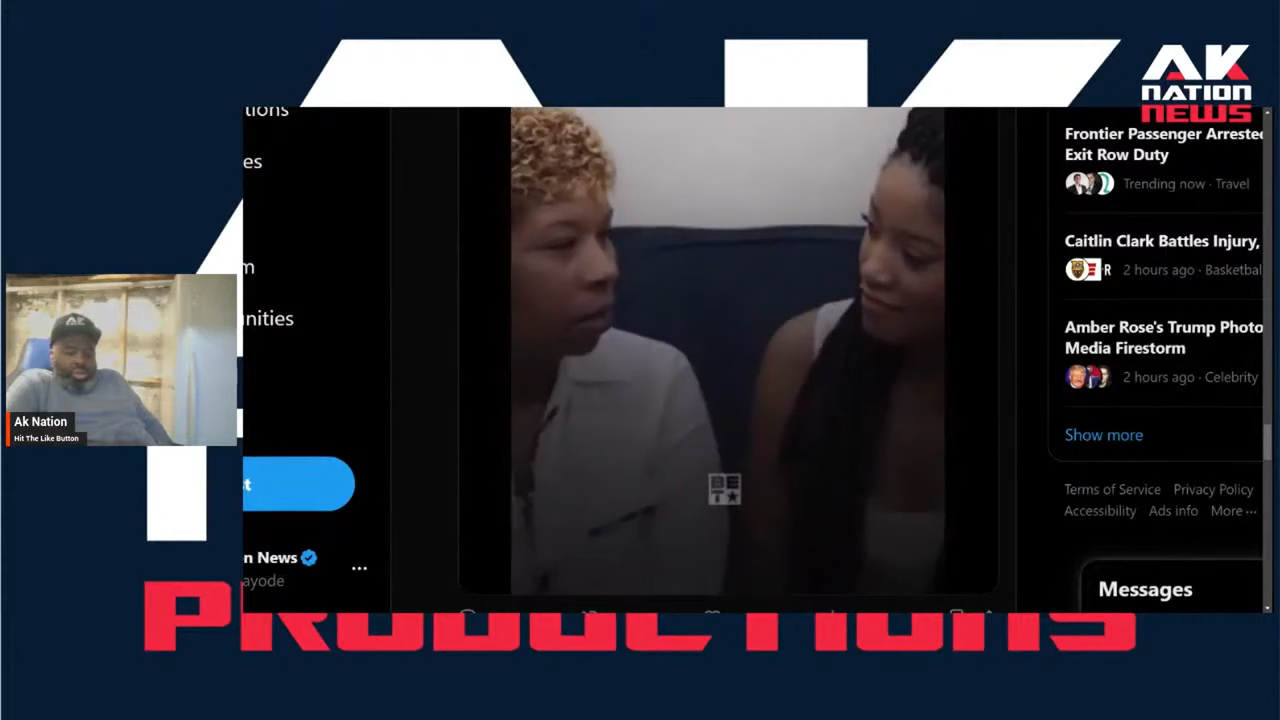 AK
NATION
NEWS
tions
es
m
unities
t
n News
ayode
Frontier Passenger Arrested
Exit Row Duty
Trending now · Travel
Caitlin Clark Battles Injury,
2 hours ago · Basketbal
Amber Rose's Trump Photo
Media Firestorm
2 hours ago · Celebrity
Show more
Terms of Service Privacy Policy
Accessibility Ads info More ···
Messages
AK
Ak Nation
Hit The Like Button
BE
T★
PRODUCTIONS